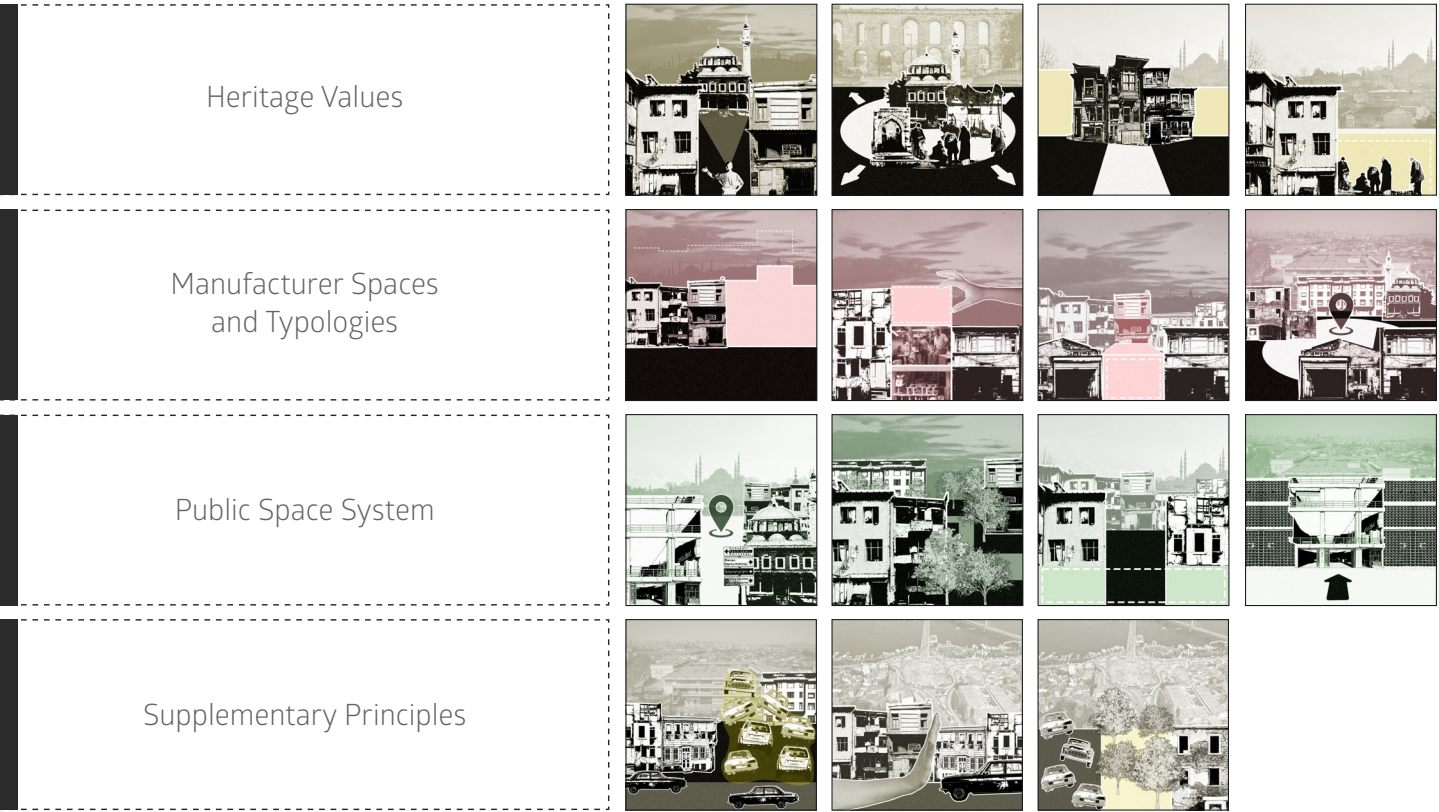 Heritage Values
Manufacturer Spaces
and Typologies
Public Space System
Supplementary Principles